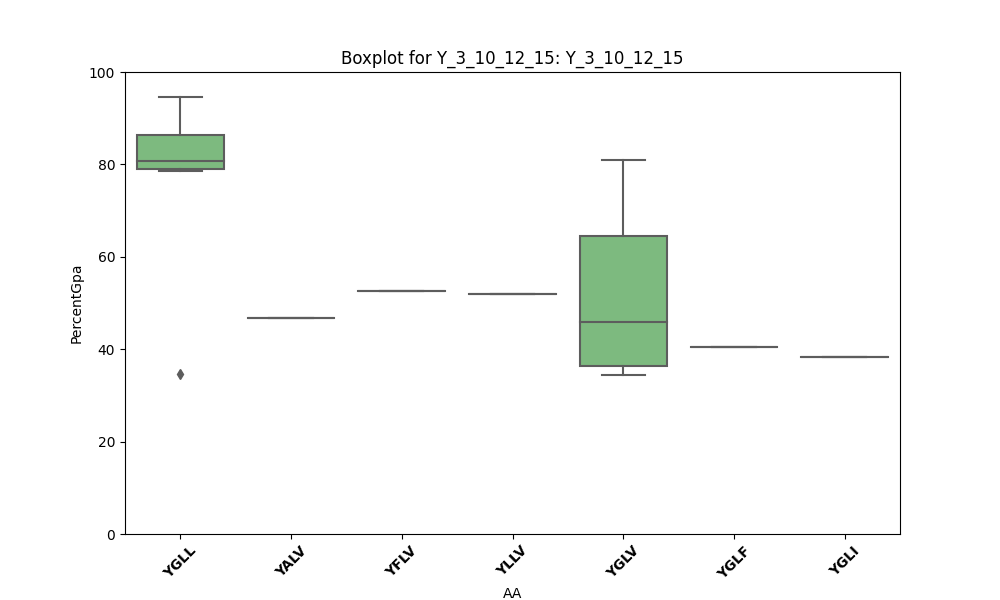 Boxplot for Y_3_10_12_15: Y_3_10_12_15
100
80
60
40
20
0
PercentGpa
YGLL YALV YFLV YLLV YGLV YGLF YGLI
AA